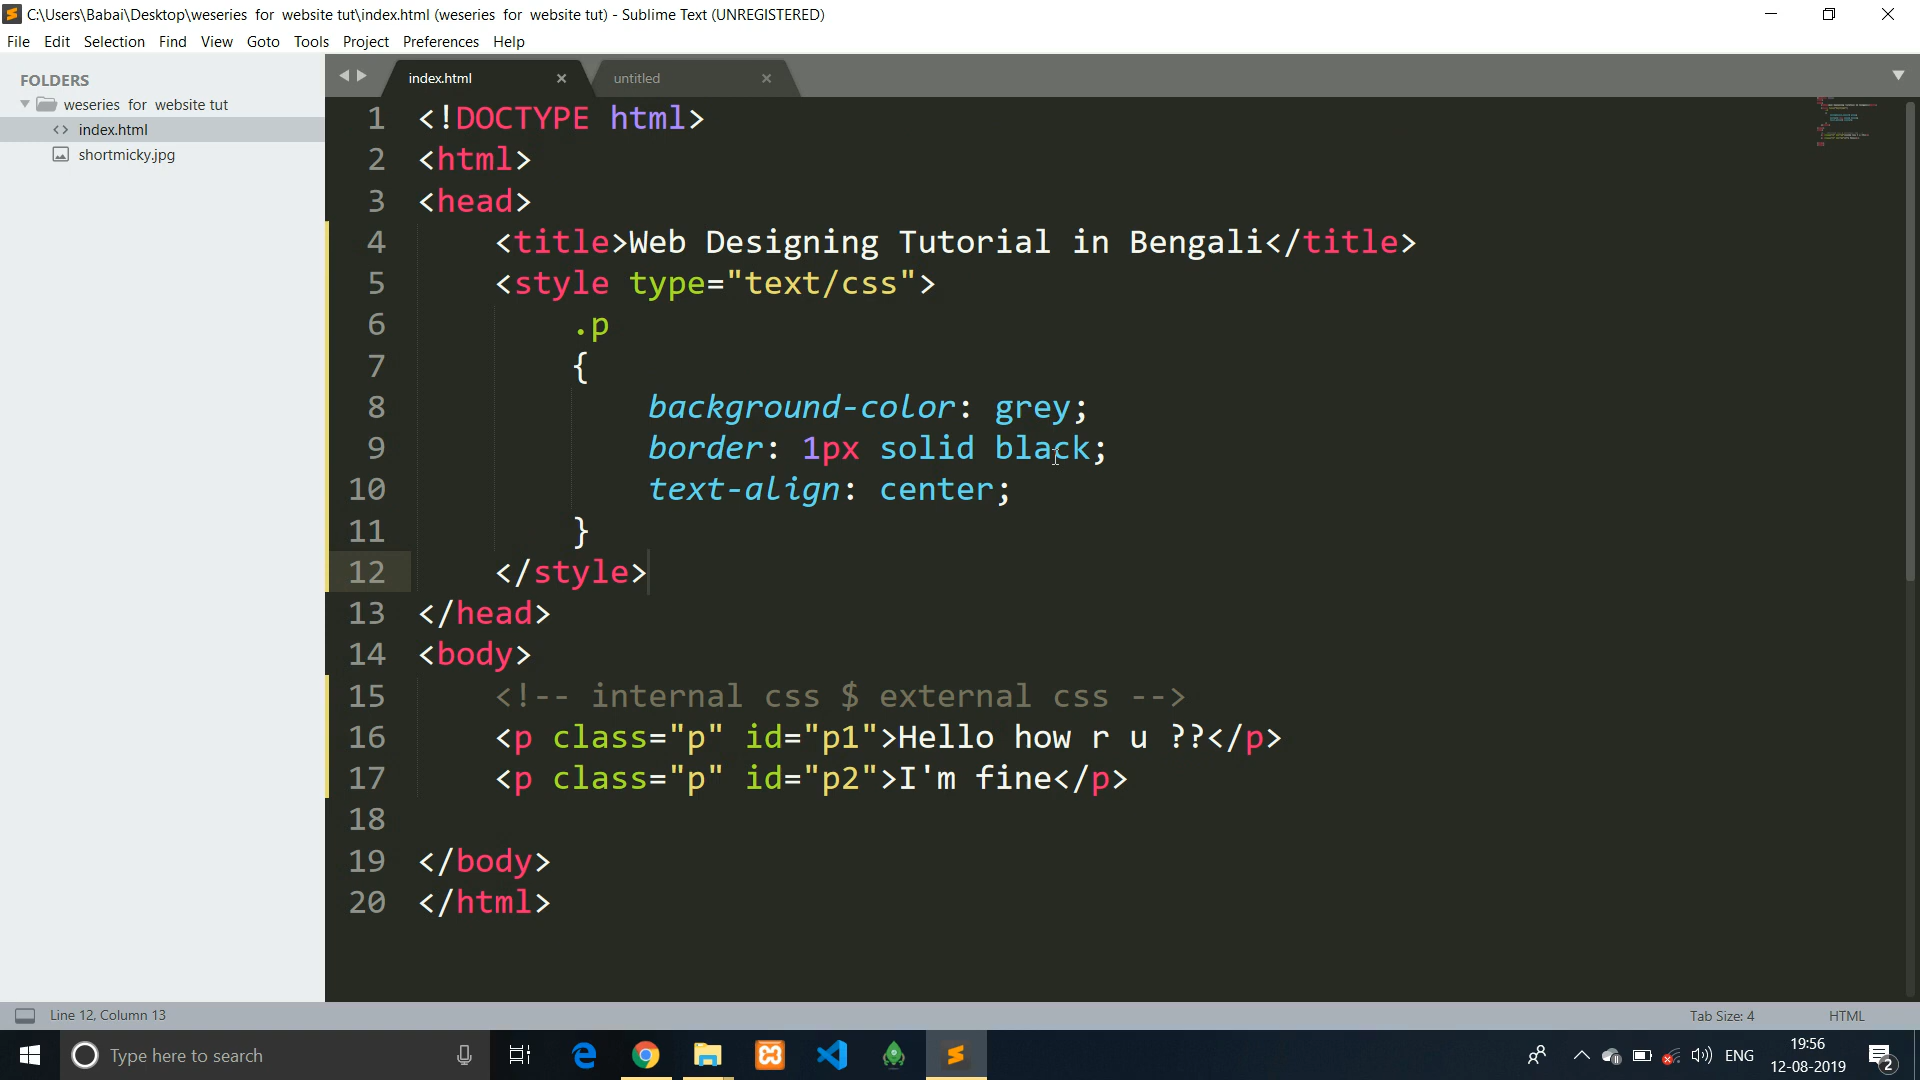 C:\Users\Babai\Desktop\weseries for website tut\index.html (weseries for website tut) - Sublime Text (UNREGISTERED)
File Edit Selection Find View Goto Tools Project Preferences Help
FOLDERS
weseries for website tut
<> index.html
shortmicky.jpg
index.html × untitled ×
1 <!DOCTYPE html>
2 <html>
3 <head>
4 <title>Web Designing Tutorial in Bengali</title>
5 <style type="text/css">
6 .p
7 {
8 background-color: grey;
9 border: 1px solid black;
10 text-align: center;
11 }
12 </style>
13 </head>
14 <body>
15 <!-- internal css $ external css -->
16 <p class="p" id="p1">Hello how r u ??</p>
17 <p class="p" id="p2">I'm fine</p>
18
19 </body>
20 </html>
Line 12, Column 13 Tab Size: 4 HTML
Type here to search
ENG
19:56
12-08-2019
2